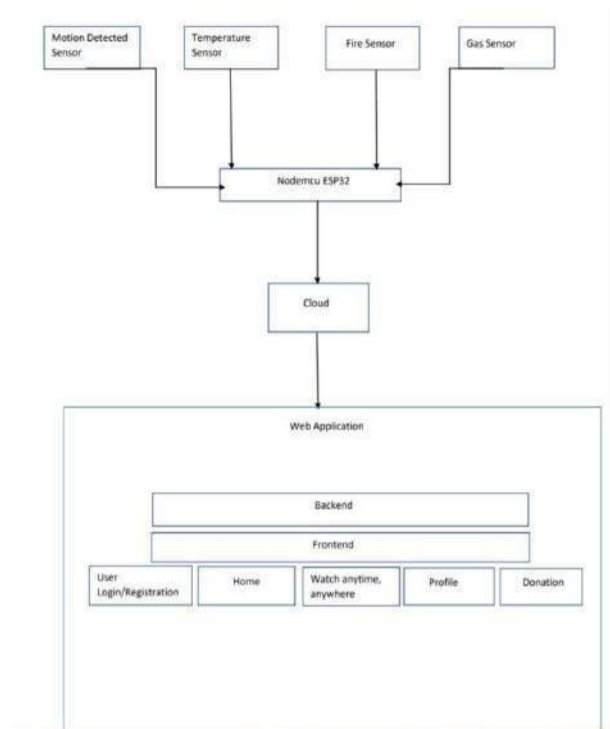 Motion Detected
Sensor
Temperature
Sensor
Fire Sensor
Gas Sensor
Nodemcu ESP32
Cloud
Web Application
Backend
Frontend
User
Login/Registration
Home
Watch anytime,
anywhere
Profile
Donation